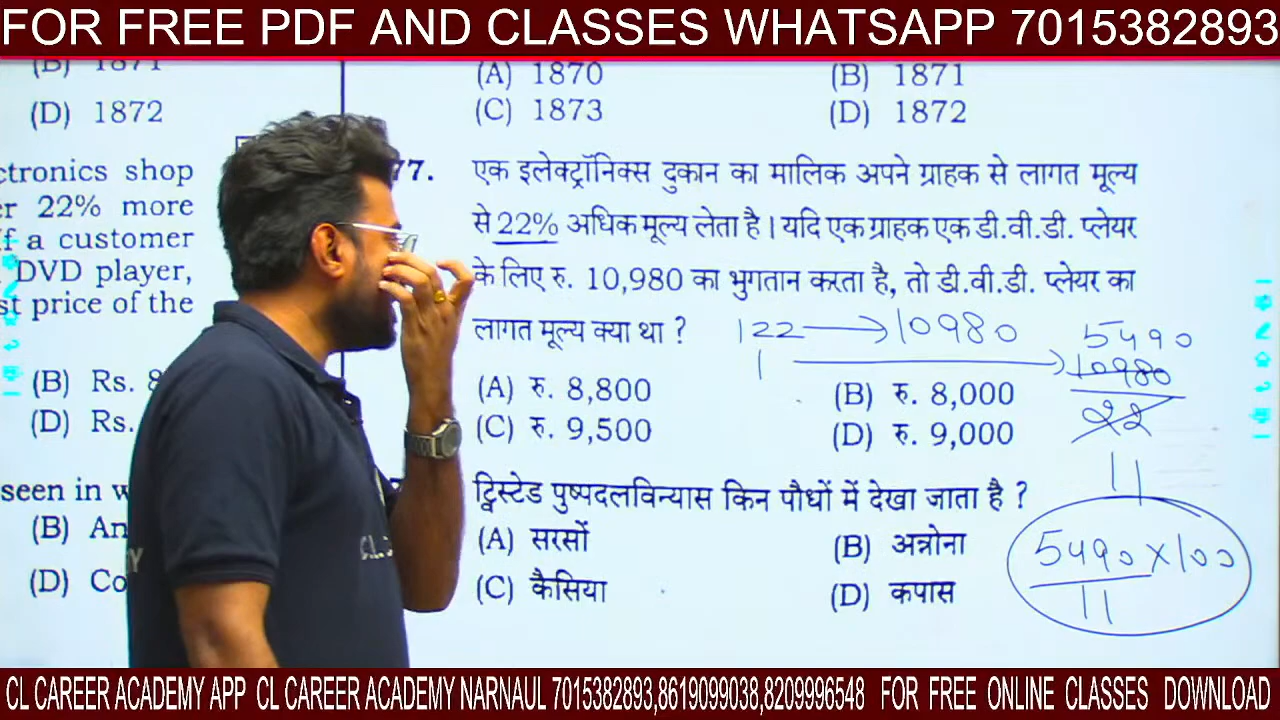 FOR FREE PDF AND CLASSES WHATSAPP 7015382893
(B) 1871
(D) 1872
(A) 1870 (B) 1871
(C) 1873 (D) 1872
ctronics shop
er 22% more
If a customer
DVD player,
st price of the
(B) Rs. 8
(D) Rs.
seen in w
(B) An
(D) Co
77. एक इलेक्ट्रॉनिक्स दुकान का मालिक अपने ग्राहक से लागत मूल्य
से 22% अधिक मूल्य लेता है । यदि एक ग्राहक एक डी.वी.डी. प्लेयर
के लिए रु. 10,980 का भुगतान करता है, तो डी.वी.डी. प्लेयर का
लागत मूल्य क्या था ?
122 → 10980
1 →
5490
10980
22
11
(A) रु. 8,800 (B) रु. 8,000
(C) रु. 9,500 (D) रु. 9,000
ट्विस्टेड पुष्पदलविन्यास किन पौधों में देखा जाता है ?
(A) सरसों (B) अन्नोना
(C) कैसिया (D) कपास
5490 × 100
11
CL CAREER ACADEMY APP CL CAREER ACADEMY NARNAUL 7015382893,8619099038,8209996548 FOR FREE ONLINE CLASSES DOWNLOAD